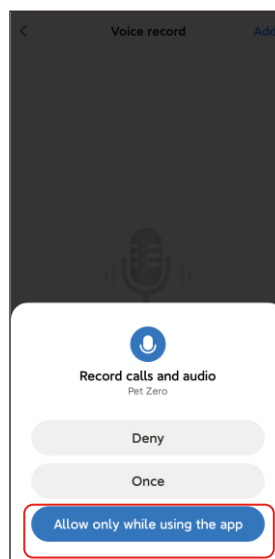 Voice record Add
Record calls and audio
Pet Zero
Deny
Once
Allow only while using the app